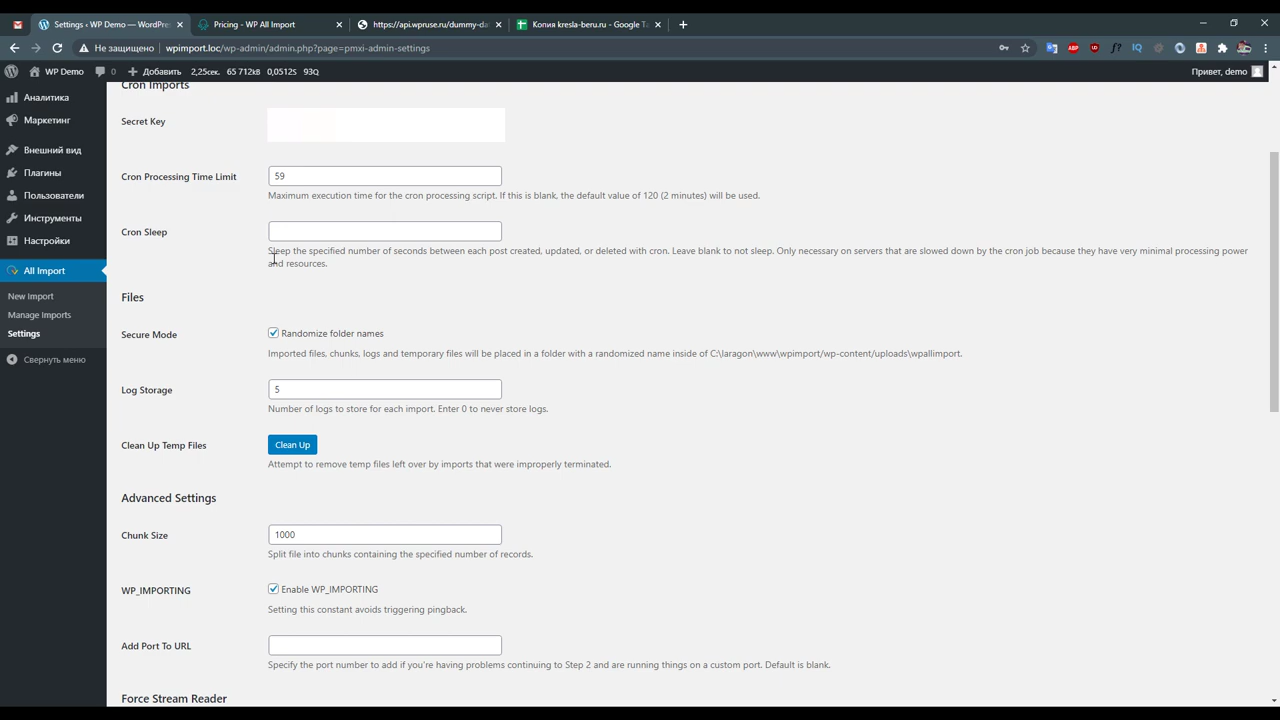 Settings ‹ WP Demo — WordPres
Pricing - WP All Import
https://api.wpruse.ru/dummy-da
Копия kresla-beru.ru - Google Та
Не защищено
wpimport.loc/wp-admin/admin.php?page=pmxi-admin-settings
WP Demo
0
Добавить
2,25сек. 65 712kB 0,0512s 93Q
Привет, demo
Аналитика
Маркетинг
Внешний вид
Плагины
Пользователи
Инструменты
Настройки
All Import
New Import
Manage Imports
Settings
Свернуть меню
Cron Imports
Secret Key
Cron Processing Time Limit
59
Maximum execution time for the cron processing script. If this is blank, the default value of 120 (2 minutes) will be used.
Cron Sleep
Sleep the specified number of seconds between each post created, updated, or deleted with cron. Leave blank to not sleep. Only necessary on servers that are slowed down by the cron job because they have very minimal processing power
and resources.
Files
Secure Mode
Randomize folder names
Imported files, chunks, logs and temporary files will be placed in a folder with a randomized name inside of C:\laragon\www\wpimport/wp-content/uploads\wpallimport.
Log Storage
5
Number of logs to store for each import. Enter 0 to never store logs.
Clean Up Temp Files
Clean Up
Attempt to remove temp files left over by imports that were improperly terminated.
Advanced Settings
Chunk Size
1000
Split file into chunks containing the specified number of records.
WP_IMPORTING
Enable WP_IMPORTING
Setting this constant avoids triggering pingback.
Add Port To URL
Specify the port number to add if you're having problems continuing to Step 2 and are running things on a custom port. Default is blank.
Force Stream Reader